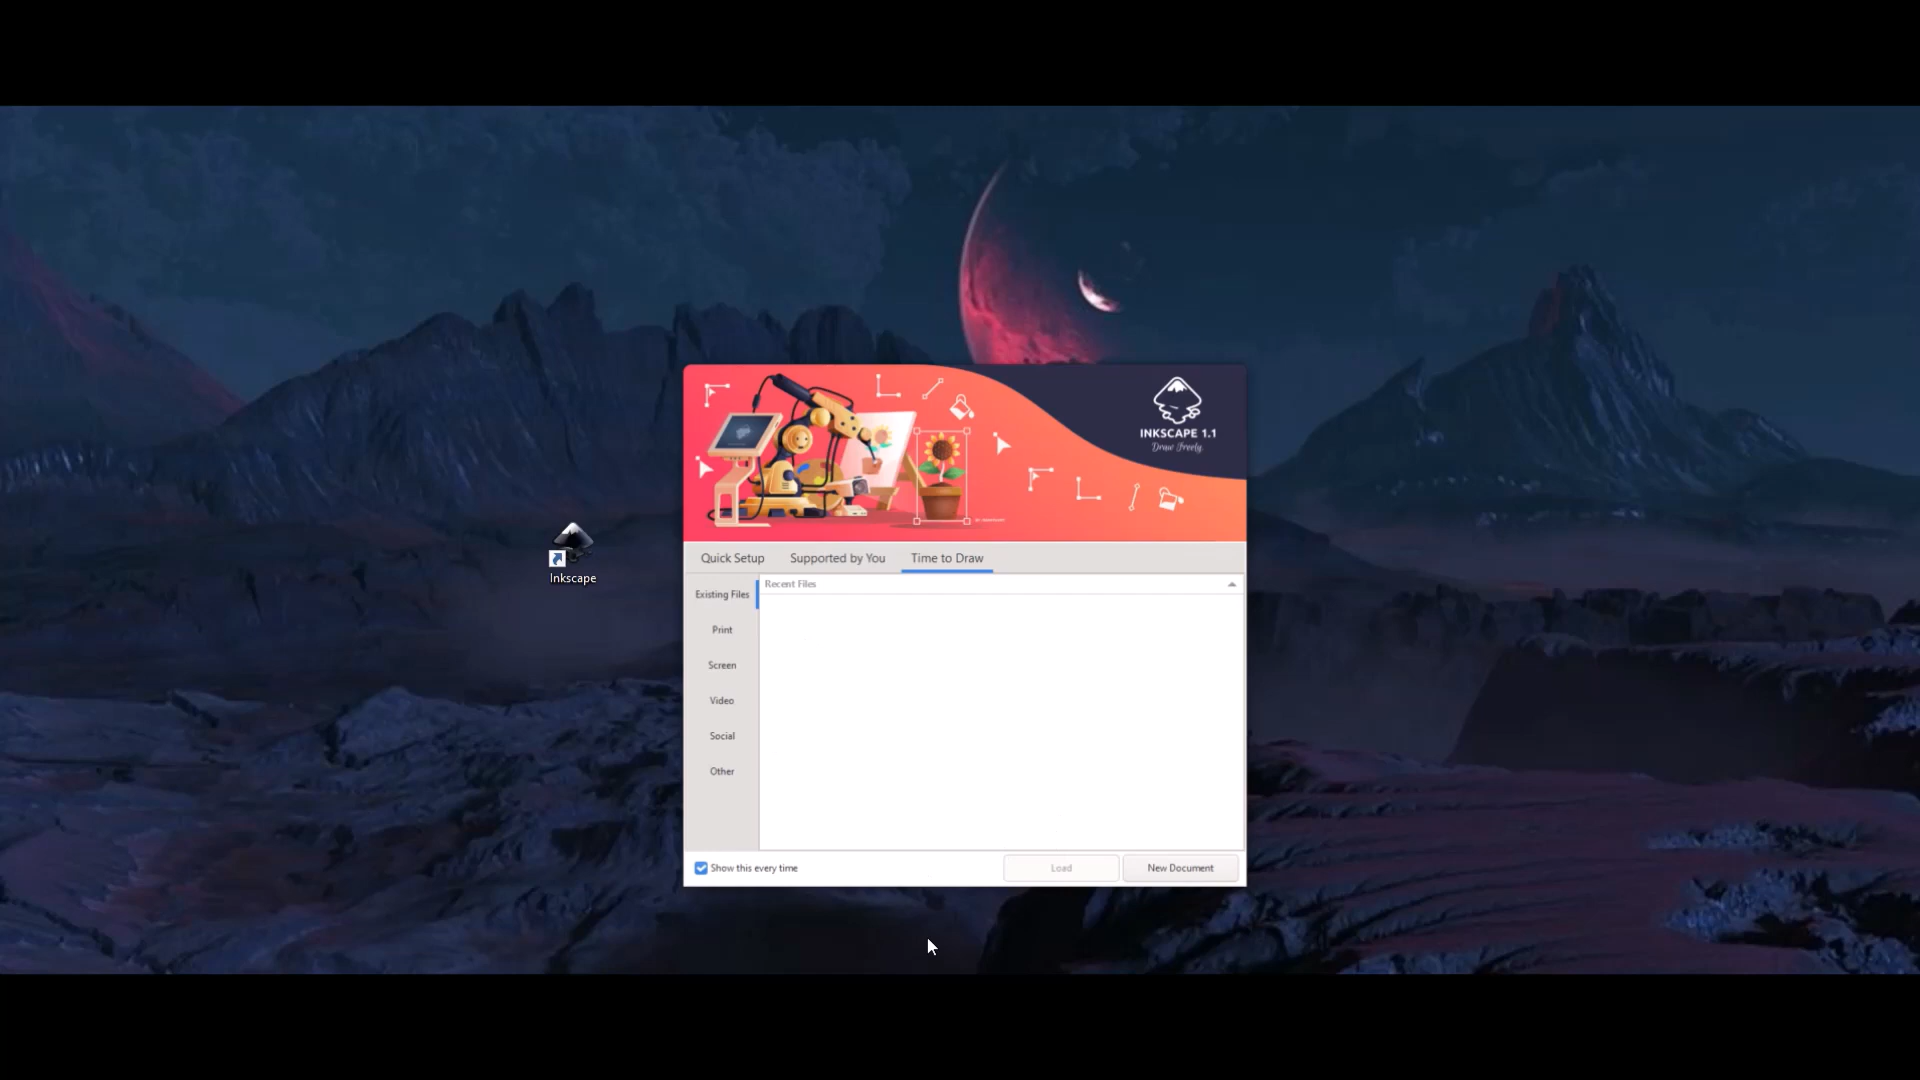 INKSCAPE 1.1
Draw Freely
Quick Setup
Supported by You
Time to Draw
Existing Files
Recent Files
Print
Screen
Video
Social
Other
Show this every time
Load
New Document
Inkscape